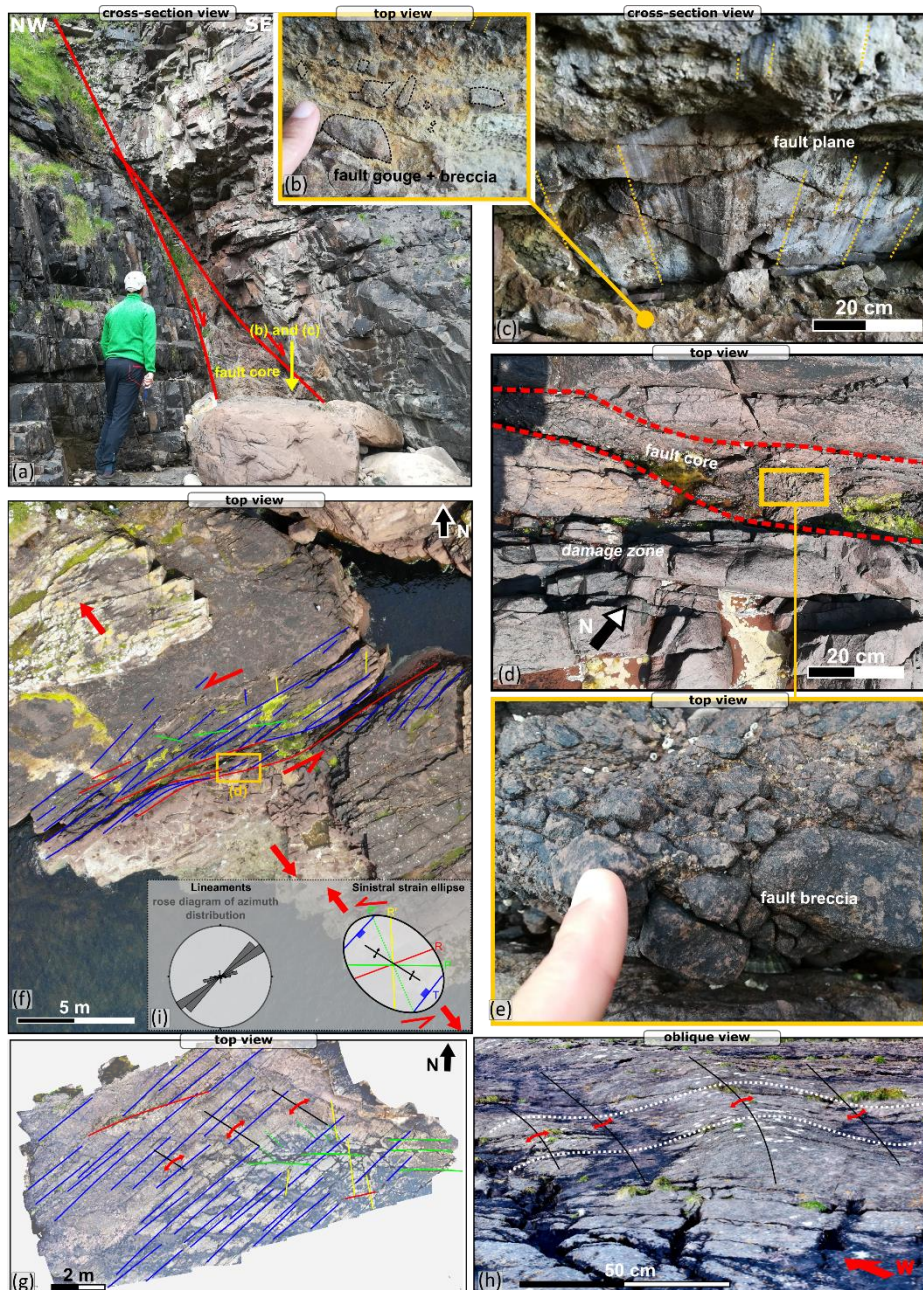 cross-section view
NW
SE
(b) and (c)
fault core
(a)
top view
fault gouge + breccia
(b)
cross-section view
fault plane
20 cm
(c)
top view
fault core
damage zone
N
20 cm
(d)
top view
fault breccia
(e)
top view
N
(d)
5 m
(f)
Lineaments
rose diagram of azimuth
distribution
(i)
Sinistral strain ellipse
R'
P'
R
T
top view
N
2 m
(g)
oblique view
50 cm
W
(h)